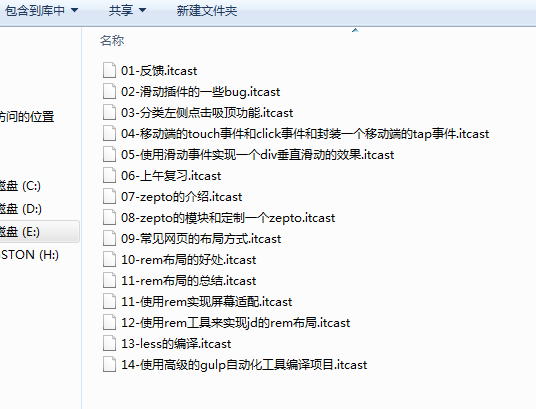 包含到库中 共享 新建文件夹
名称
01-反馈.itcast
02-滑动插件的一些bug.itcast
03-分类左侧点击吸顶功能.itcast
04-移动端的touch事件和click事件和封装一个移动端的tap事件.itcast
05-使用滑动事件实现一个div垂直滑动的效果.itcast
06-上午复习.itcast
07-zepto的介绍.itcast
08-zepto的模块和定制一个zepto.itcast
09-常见网页的布局方式.itcast
10-rem布局的好处.itcast
11-rem布局的总结.itcast
11-使用rem实现屏幕适配.itcast
12-使用rem工具来实现jd的rem布局.itcast
13-less的编译.itcast
14-使用高级的gulp自动化工具编译项目.itcast
访问的位置
磁盘 (C:)
磁盘 (D:)
磁盘 (E:)
GSTON (H:)